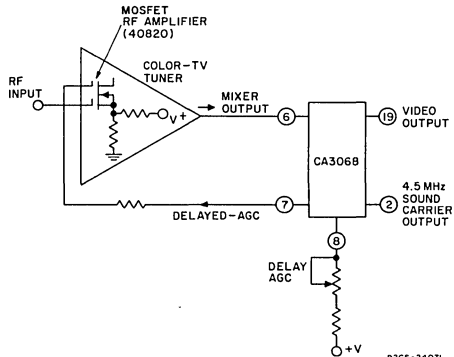 MOSFET
RF AMPLIFIER
(40820)
COLOR-TV
TUNER
RF
INPUT
V+
MIXER
OUTPUT
6
19
VIDEO
OUTPUT
CA3068
7
DELAYED-AGC
2
4.5 MHz
SOUND
CARRIER
OUTPUT
8
DELAY
AGC
+V